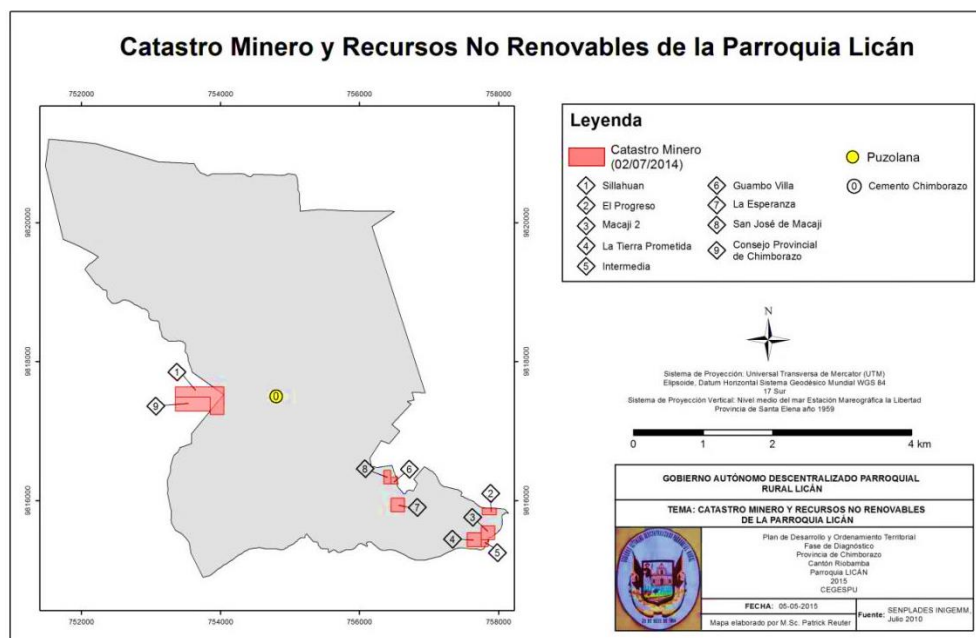 Catastro Minero y Recursos No Renovables de la Parroquia Licán
752000 754000 756000 758000
9820000 9820000
9818000 9818000
9816000 9816000
1
9
0
8 6
7
2
3
4
5
752000 754000 756000 758000
Leyenda
Catastro Minero
(02/07/2014)
1 Sillahuan
2 El Progreso
3 Macaji 2
4 La Tierra Prometida
5 Intermedia
6 Guambo Villa
7 La Esperanza
8 San José de Macaji
9 Consejo Provincial
de Chimborazo
Puzolana
0 Cemento Chimborazo
N
Sistema de Proyección: Universal Transversa de Mercator (UTM)
Elipsoide, Datum Horizontal Sistema Geodésico Mundial WGS 84
17 Sur
Sistema de Proyección Vertical: Nivel medio del mar Estación Mareográfica la Libertad
Provincia de Santa Elena año 1959
0 1 2 4 km
GOBIERNO AUTÓNOMO DESCENTRALIZADO PARROQUIAL
RURAL LICÁN
TEMA: CATASTRO MINERO Y RECURSOS NO RENOVABLES
DE LA PARROQUIA LICÁN
Plan de Desarrollo y Ordenamiento Territorial
Fase de Diagnóstico
Provincia de Chimborazo
Cantón Riobamba
Parroquia LICÁN
2015
CEGESPU
FECHA: 05-05-2015
Mapa elaborado por M.Sc. Patrick Reuter
Fuente: SENPLADES INIGEMM,
Julio 2010